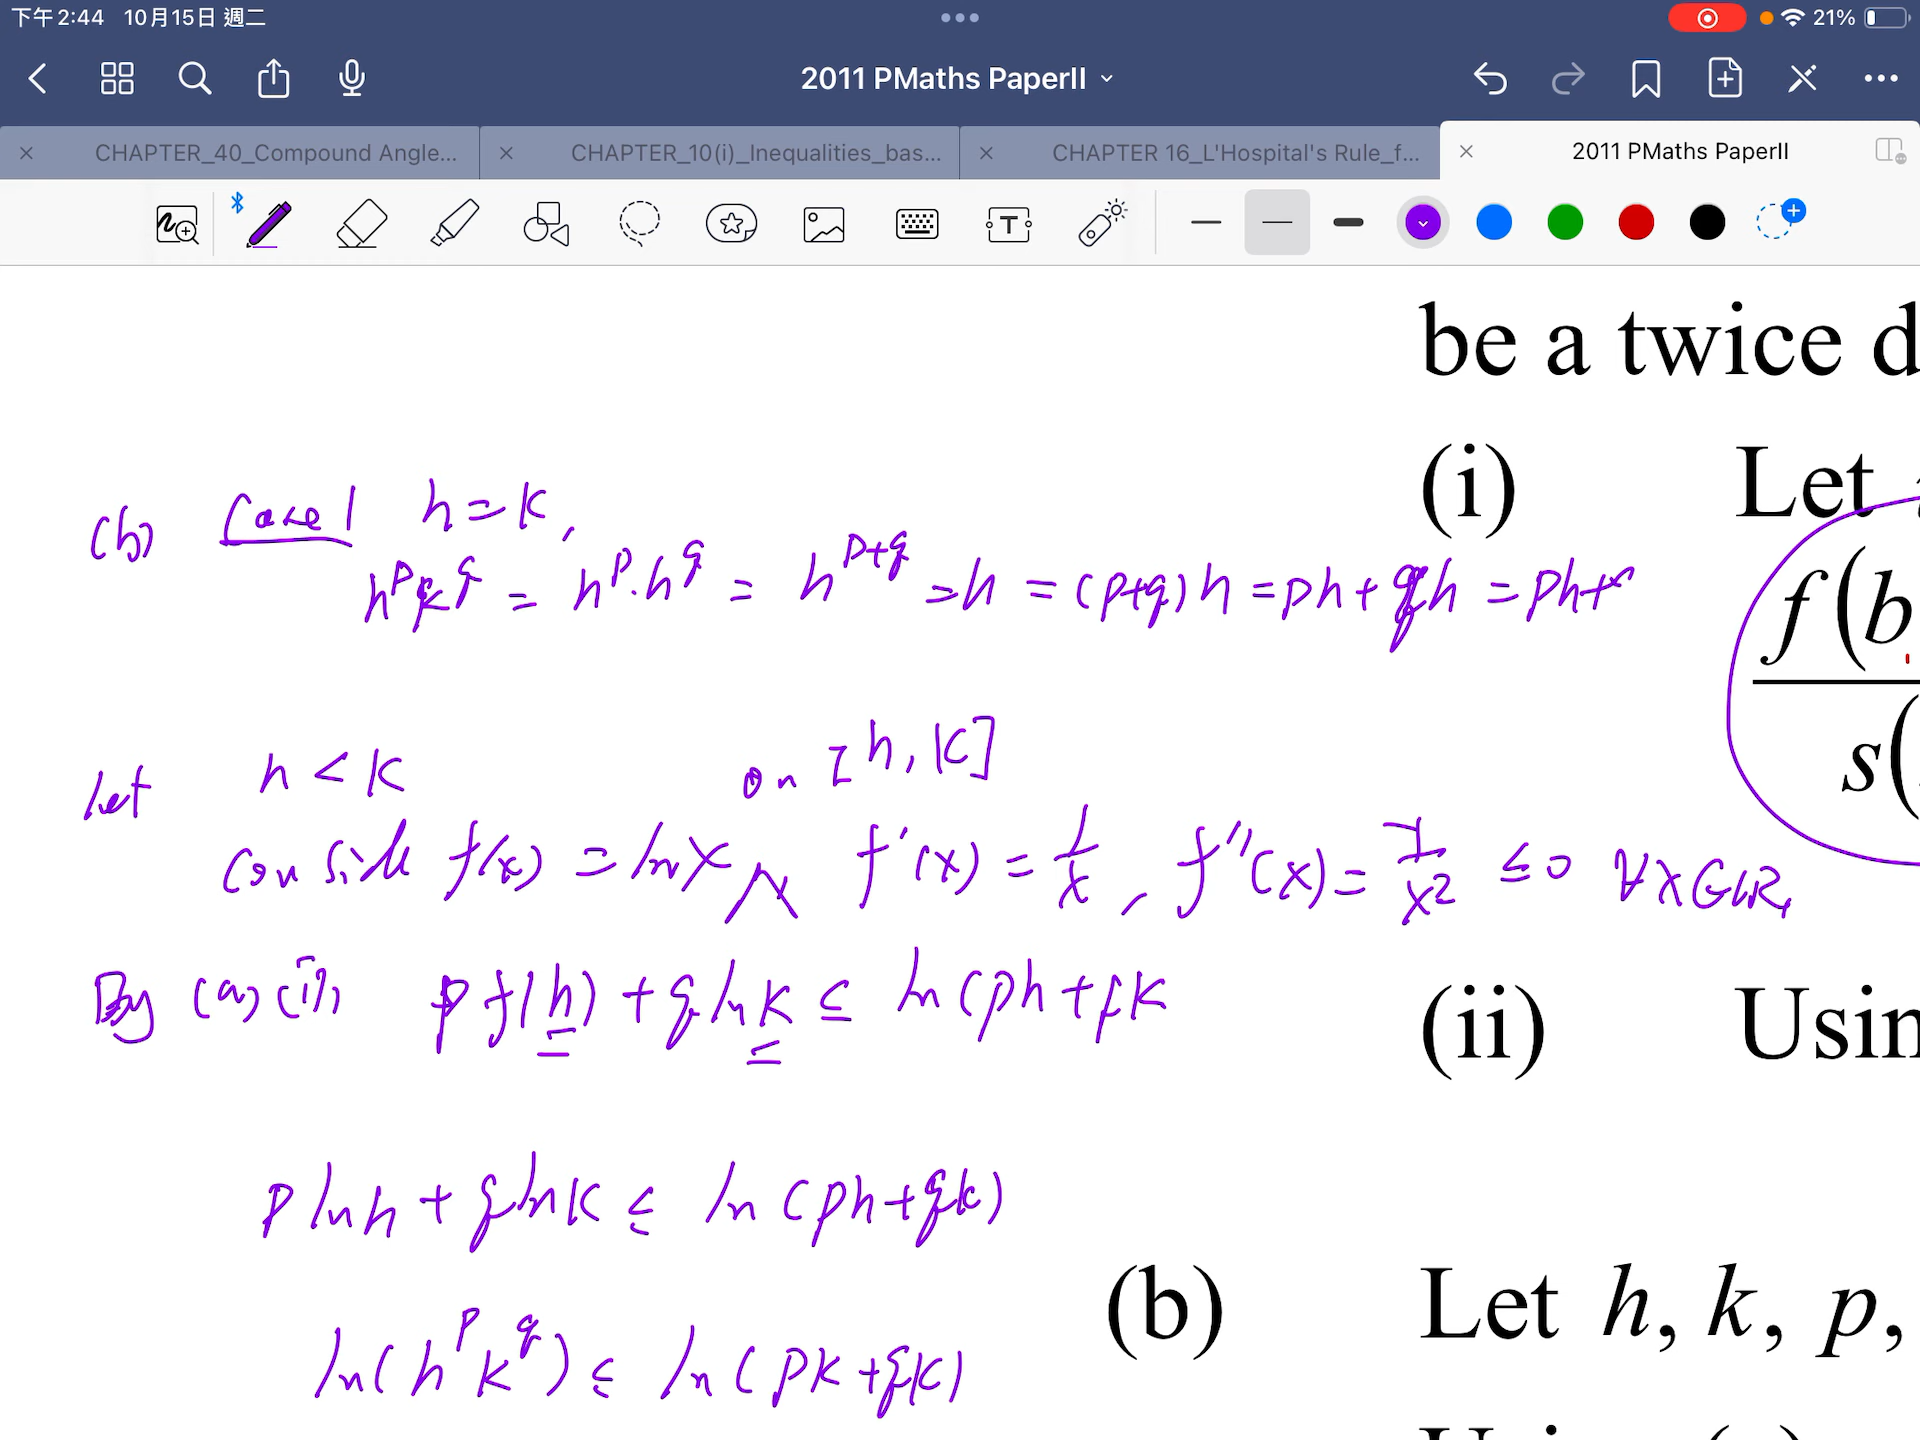 下午2:44 10月15日 週二
21%
2011 PMaths PaperII
CHAPTER_40_Compound Angle...
CHAPTER_10(i)_Inequalities_bas...
CHAPTER 16_L'Hospital's Rule_f...
2011 PMaths PaperII
be a twice d
(i) Let
f(b
s(
(b) Case 1 h = k,
h^p k^q = h^p · h^q = h^{p+q} = h = (p+q)h = ph + qh = ph +
let h < k on [h, k]
f(x) = ln x ∧ f'(x) = 1/x, f''(x) = -1/x² ≤ 0 ∀x∈ℝ+
By (a)(i) p f(h) + q ln k ≤ ln(ph + qk
(ii) Usin
p ln h + q ln k ≤ ln(ph + qk)
(b) Let h, k, p,
ln(h^p k^q) ≤ ln(pk + qk)